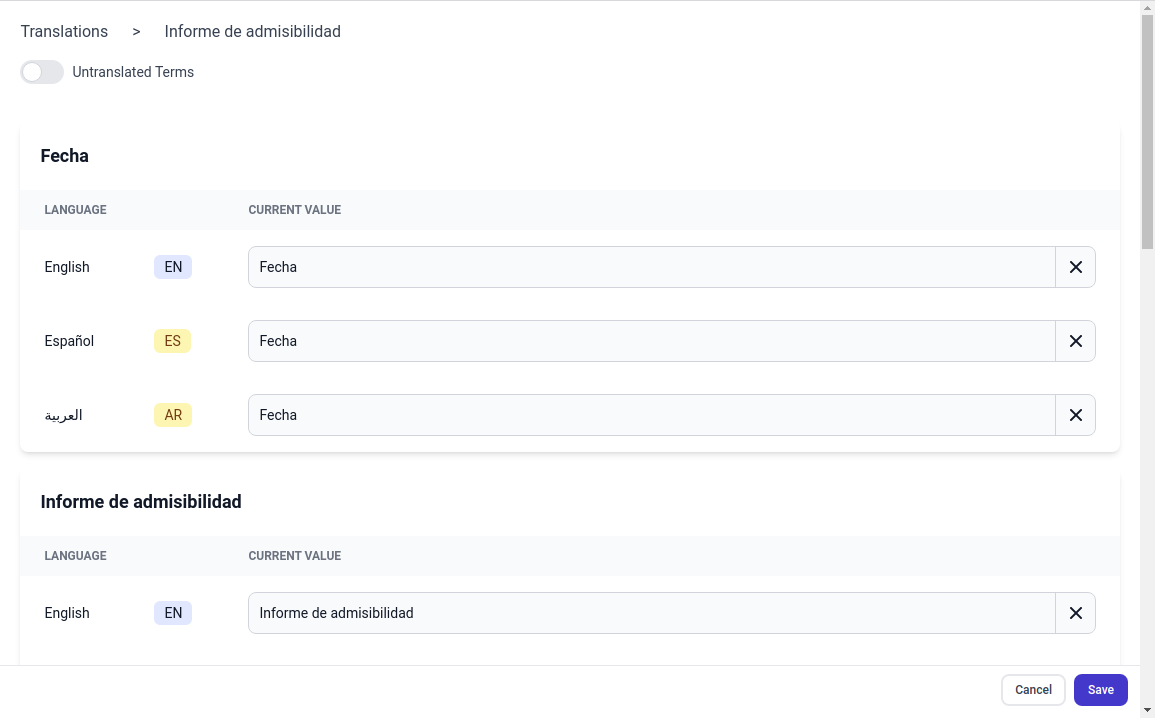 Translations > Informe de admisibilidad
Untranslated Terms
Fecha
LANGUAGE CURRENT VALUE
English EN Fecha
Español ES Fecha
العربية AR Fecha
Informe de admisibilidad
LANGUAGE CURRENT VALUE
English EN Informe de admisibilidad
Cancel Save